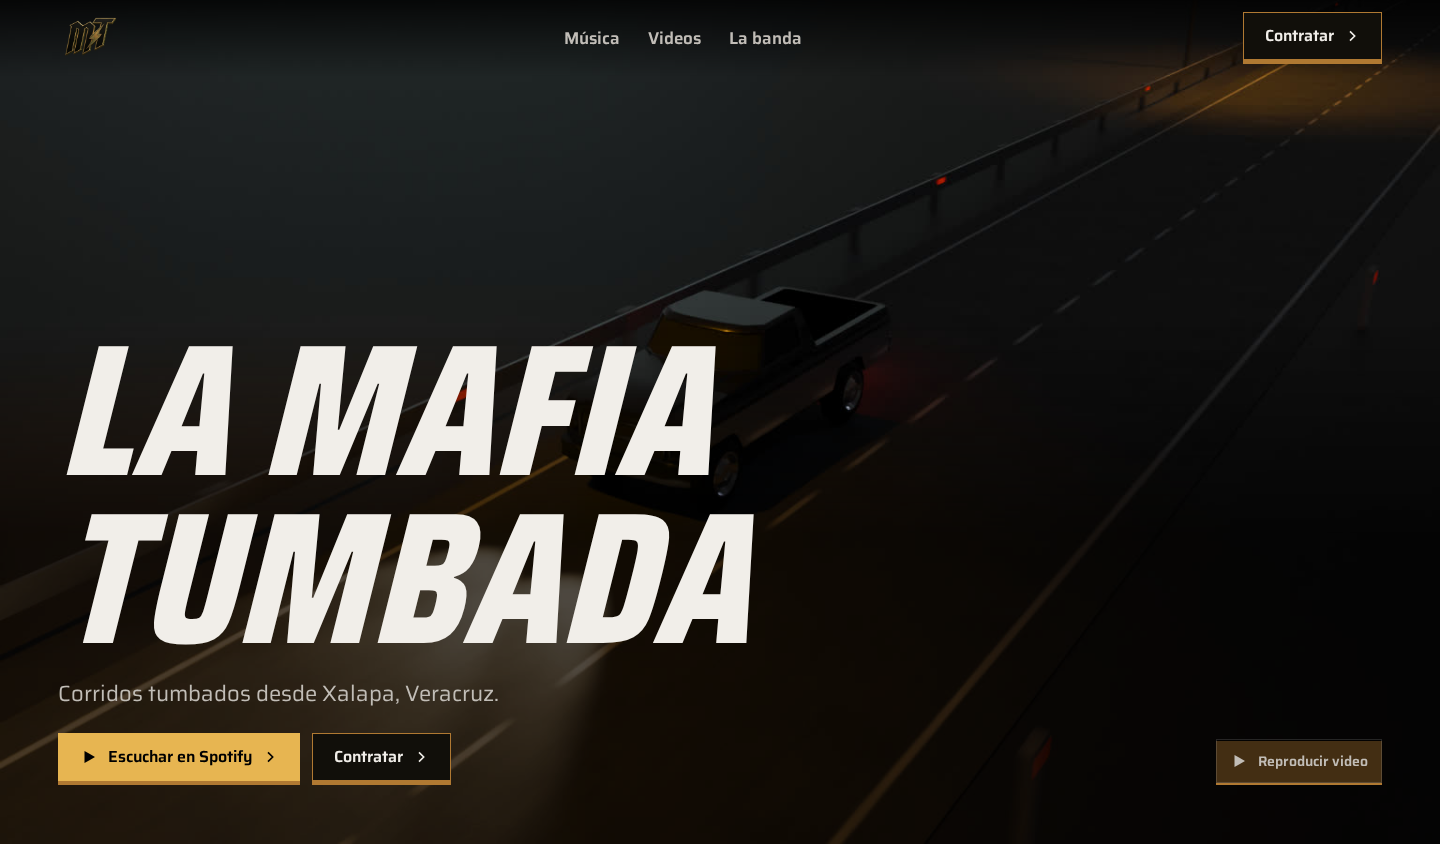 MT
Música
Videos
La banda
Contratar
LA MAFIA
TUMBADA
Corridos tumbados desde Xalapa, Veracruz.
Escuchar en Spotify
Contratar
Reproducir video